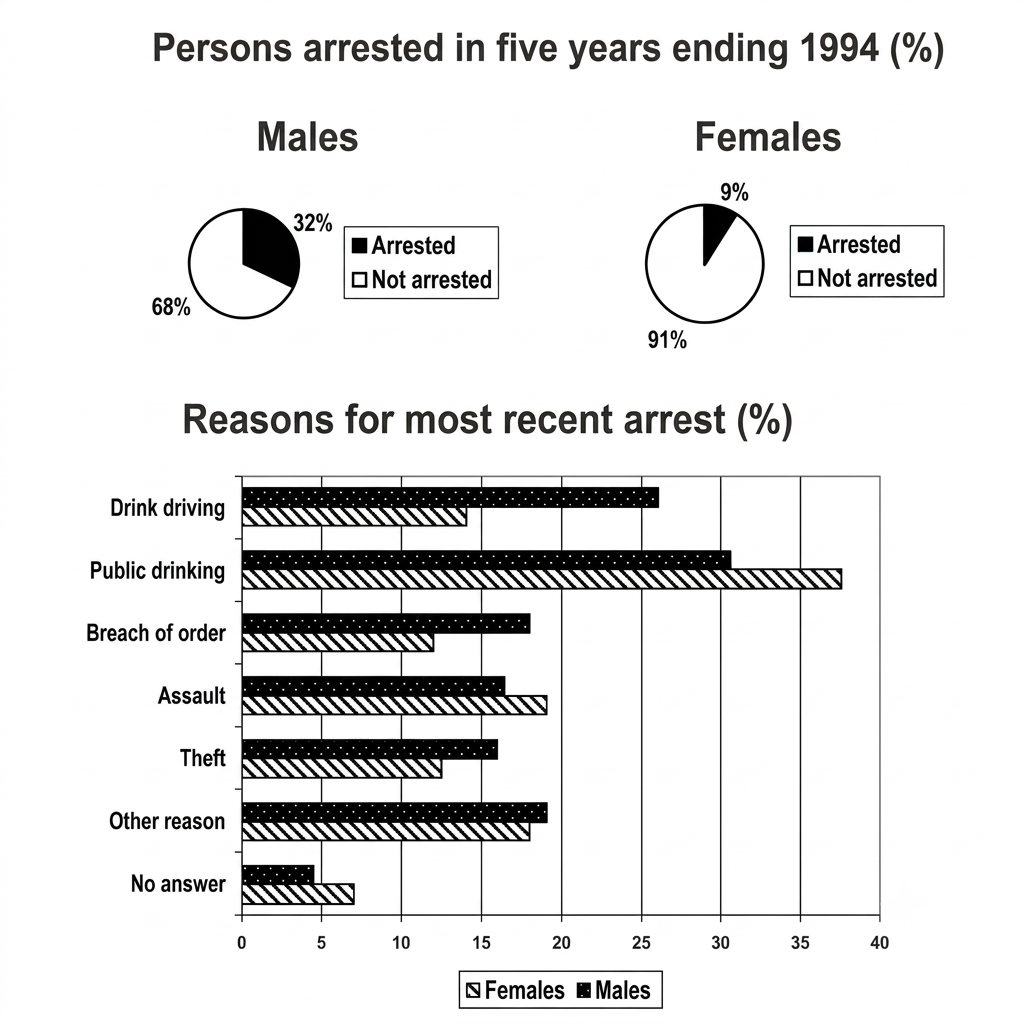 Persons arrested in five years ending 1994 (%)
Males
Females
32%
68%
Arrested
Not arrested
9%
91%
Arrested
Not arrested
Reasons for most recent arrest (%)
Drink driving
Public drinking
Breach of order
Assault
Theft
Other reason
No answer
0 5 10 15 20 25 30 35 40
Females Males